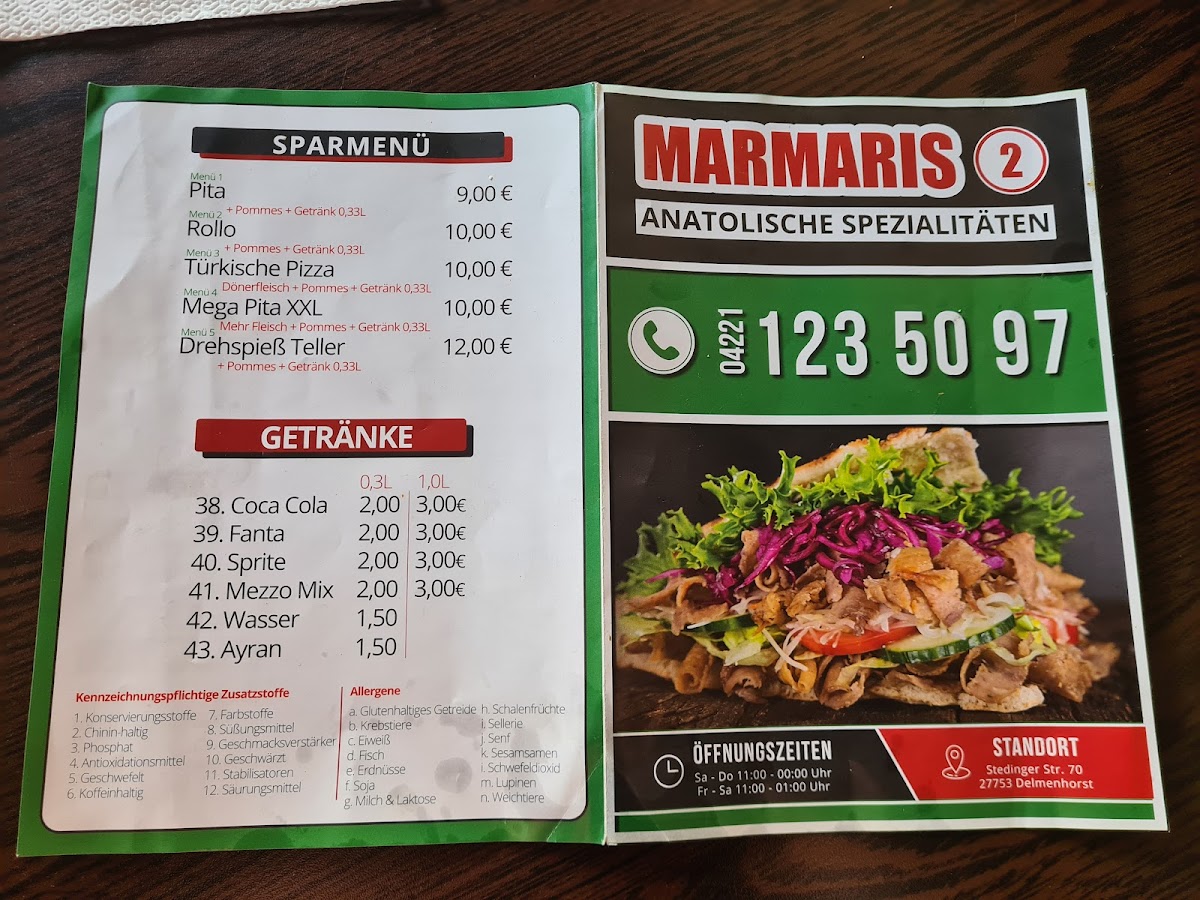 SPARMENÜ
Menü 1
Pita 9,00 €
+ Pommes + Getränk 0,33L
Menü 2
Rollo 10,00 €
+ Pommes + Getränk 0,33L
Menü 3
Türkische Pizza 10,00 €
Dönerfleisch + Pommes + Getränk 0,33L
Menü 4
Mega Pita XXL 10,00 €
Mehr Fleisch + Pommes + Getränk 0,33L
Menü 5
Drehspieß Teller 12,00 €
+ Pommes + Getränk 0,33L
GETRÄNKE
0,3L 1,0L
38. Coca Cola 2,00 3,00€
39. Fanta 2,00 3,00€
40. Sprite 2,00 3,00€
41. Mezzo Mix 2,00 3,00€
42. Wasser 1,50
43. Ayran 1,50
Kennzeichnungspflichtige Zusatzstoffe
1. Konservierungsstoffe
2. Chinin-haltig
3. Phosphat
4. Antioxidationsmittel
5. Geschwefelt
6. Koffeinhaltig
7. Farbstoffe
8. Süßungsmittel
9. Geschmacksverstärker
10. Geschwärzt
11. Stabilisatoren
12. Säurungsmittel
Allergene
a. Glutenhaltiges Getreide
b. Krebstiere
c. Eiweiß
d. Fisch
e. Erdnüsse
f. Soja
g. Milch & Laktose
h. Schalenfrüchte
i. Sellerie
j. Senf
k. Sesamsamen
l. Schwefeldioxid
m. Lupinen
n. Weichtiere
MARMARIS 2
ANATOLISCHE SPEZIALITÄTEN
04221 123 50 97
ÖFFNUNGSZEITEN
Sa - Do 11:00 - 00:00 Uhr
Fr - Sa 11:00 - 01:00 Uhr
STANDORT
Stedinger Str. 70
27753 Delmenhorst